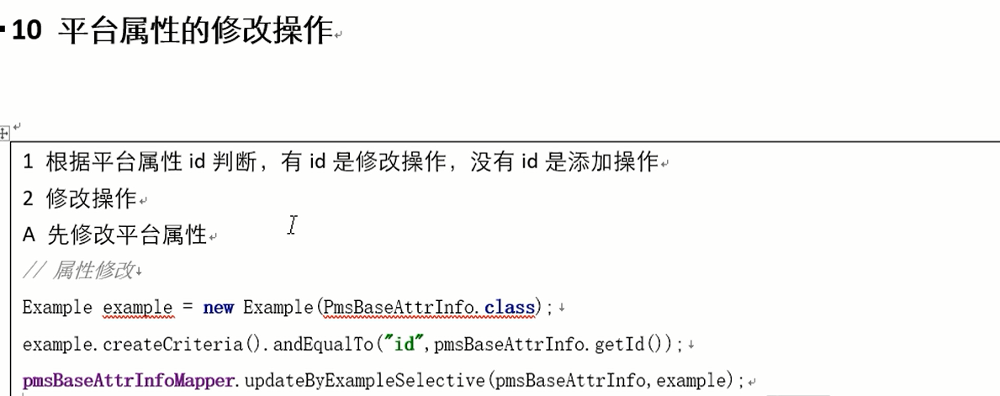 10 平台属性的修改操作
1 根据平台属性 id 判断，有 id 是修改操作，没有 id 是添加操作
2 修改操作
A 先修改平台属性
// 属性修改
Example example = new Example(PmsBaseAttrInfo.class);
example.createCriteria().andEqualTo("id",pmsBaseAttrInfo.getId());
pmsBaseAttrInfoMapper.updateByExampleSelective(pmsBaseAttrInfo,example);